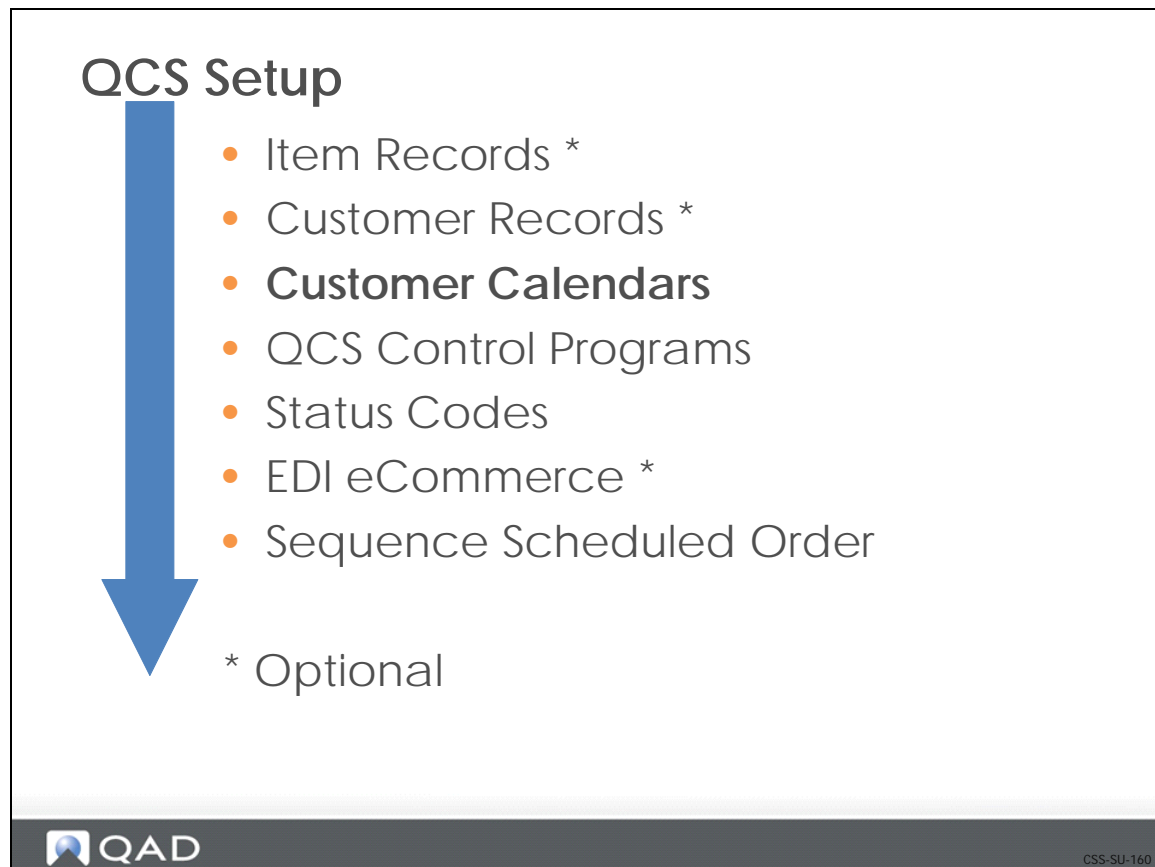 QCS Setup
• Item Records *
• Customer Records *
• Customer Calendars
• QCS Control Programs
• Status Codes
• EDI eCommerce *
• Sequence Scheduled Order
* Optional
QAD
CSS-SU-160